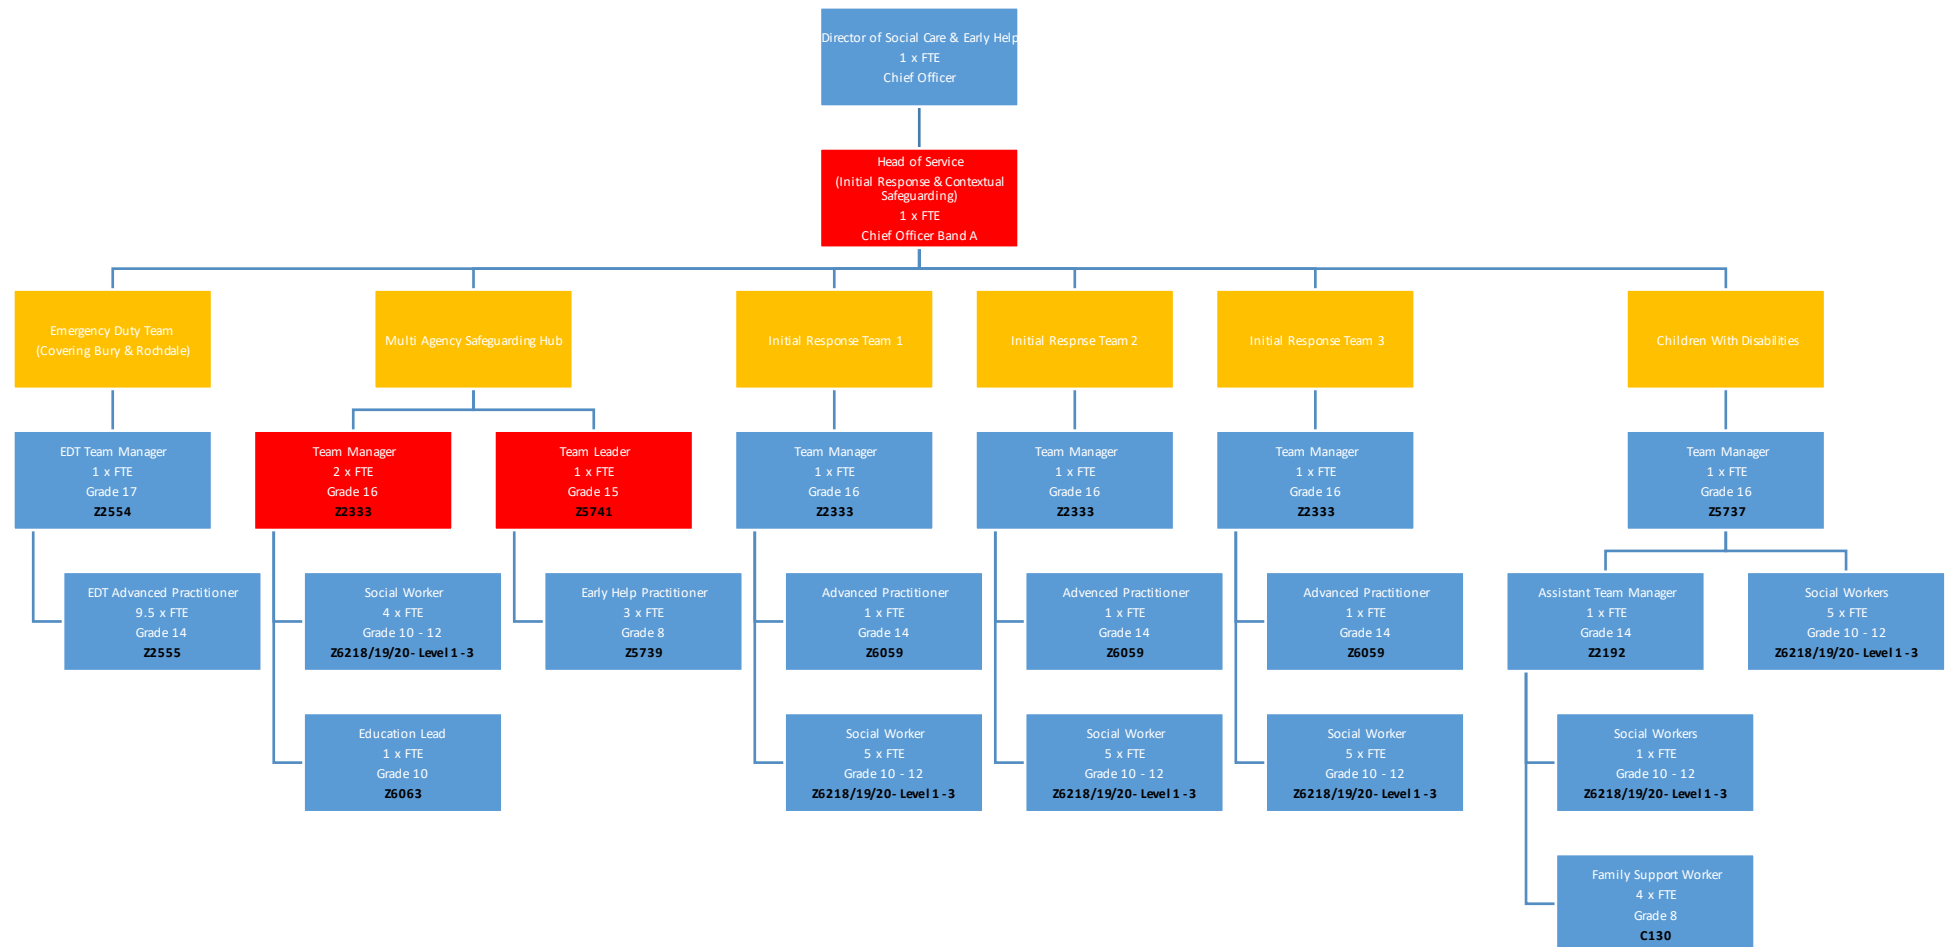 Director of Social Care & Early Help
1 x FTE
Chief Officer
Head of Service
(Initial Response & Contextual
Safeguarding)
1 x FTE
Chief Officer Band A
Emergency Duty Team
(Covering Bury & Rochdale)
Multi Agency Safeguarding Hub
Initial Response Team 1
Initial Respnse Team 2
Initial Response Team 3
Children With Disabilities
EDT Team Manager
1 x FTE
Grade 17
Z2554
Team Manager
2 x FTE
Grade 16
Z2333
Team Leader
1 x FTE
Grade 15
Z5741
Team Manager
1 x FTE
Grade 16
Z2333
Team Manager
1 x FTE
Grade 16
Z2333
Team Manager
1 x FTE
Grade 16
Z2333
Team Manager
1 x FTE
Grade 16
Z5737
EDT Advanced Practitioner
9.5 x FTE
Grade 14
Z2555
Social Worker
4 x FTE
Grade 10 - 12
Z6218/19/20- Level 1 -3
Early Help Practitioner
3 x FTE
Grade 8
Z5739
Advanced Practitioner
1 x FTE
Grade 14
Z6059
Advenced Practitioner
1 x FTE
Grade 14
Z6059
Advanced Practitioner
1 x FTE
Grade 14
Z6059
Assistant Team Manager
1 x FTE
Grade 14
Z2192
Social Workers
5 x FTE
Grade 10 - 12
Z6218/19/20- Level 1 -3
Education Lead
1 x FTE
Grade 10
Z6063
Social Worker
5 x FTE
Grade 10 - 12
Z6218/19/20- Level 1 -3
Social Worker
5 x FTE
Grade 10 - 12
Z6218/19/20- Level 1 -3
Social Worker
5 x FTE
Grade 10 - 12
Z6218/19/20- Level 1 -3
Social Workers
1 x FTE
Grade 10 - 12
Z6218/19/20- Level 1 -3
Family Support Worker
4 x FTE
Grade 8
C130